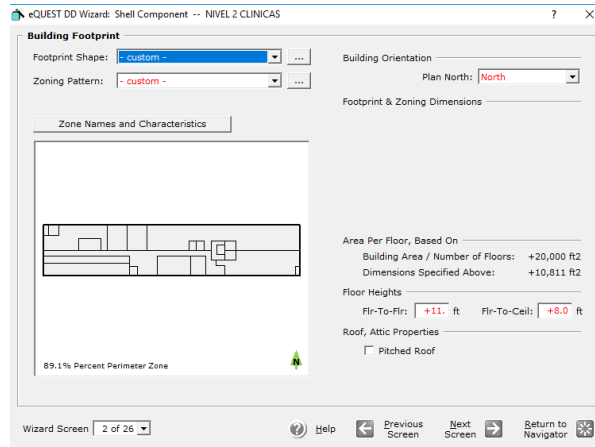 eQUEST DD Wizard: Shell Component -- NIVEL 2 CLINICAS ? X
Building Footprint
Footprint Shape: - custom - ...
Zoning Pattern: - custom - ...
Zone Names and Characteristics
89.1% Percent Perimeter Zone
N
Building Orientation
Plan North: North
Footprint & Zoning Dimensions
Area Per Floor, Based On
Building Area / Number of Floors: +20,000 ft2
Dimensions Specified Above: +10,811 ft2
Floor Heights
Flr-To-Flr: +11. ft Flr-To-Ceil: +8.0 ft
Roof, Attic Properties
Pitched Roof
Wizard Screen 2 of 26 ? Help Previous Screen Next Screen Return to Navigator